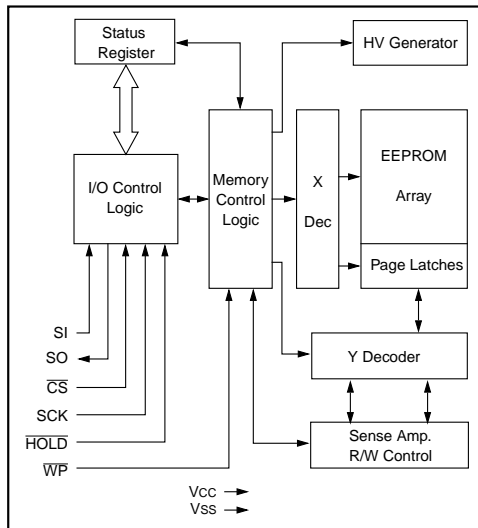 Status
Register
HV Generator
I/O Control
Logic
Memory
Control
Logic
X
Dec
EEPROM
Array
Page Latches
Y Decoder
Sense Amp.
R/W Control
SI
SO
CS
SCK
HOLD
WP
VCC
VSS